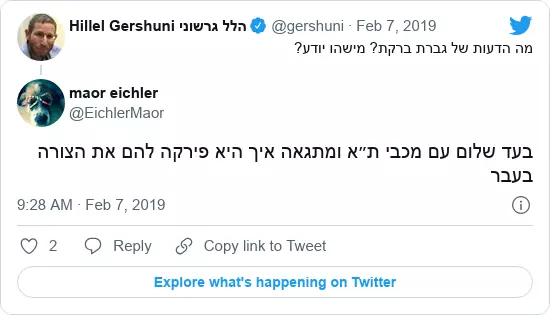 Hillel Gershuni הלל גרשוני @gershuni · Feb 7, 2019
מה הדעות של גברת ברקת? מישהו יודע?
maor eichler
@EichlerMaor
בעד שלום עם מכבי ת״א ומתגאה איך היא פירקה להם את הצורה
בעבר
9:28 AM · Feb 7, 2019
2 Reply Copy link to Tweet
Explore what's happening on Twitter